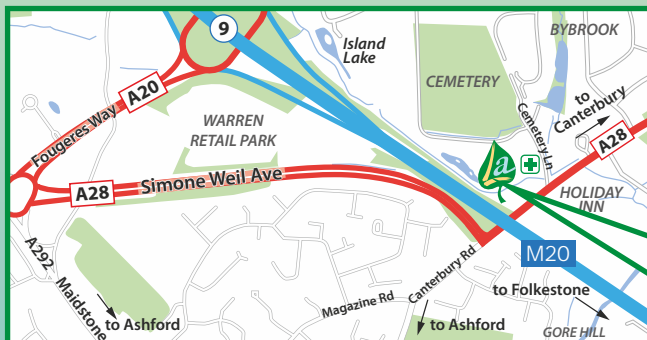 9
Island
Lake
BYBROOK
CEMETERY
to
Canterbury
A20
Fougeres Way
WARREN
RETAIL PARK
Cemetery Ln
A28
a
A28
Simone Weil Ave
HOLIDAY
INN
A292
Maidstone
Canterbury Rd
M20
to Folkestone
Magazine Rd
to Ashford
to Ashford
GORE HILL